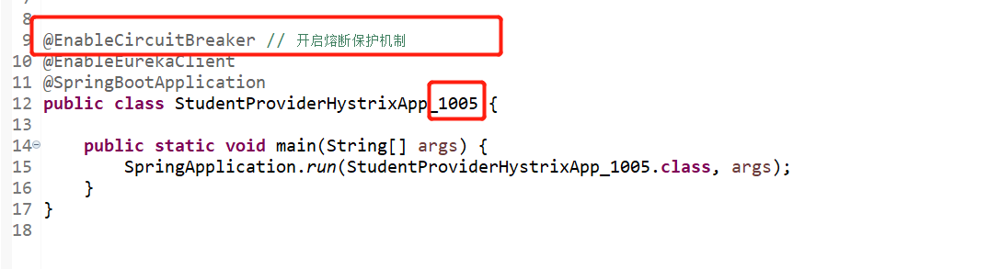 8
9 @EnableCircuitBreaker // 开启熔断保护机制
10 @EnableEurekaClient
11 @SpringBootApplication
12 public class StudentProviderHystrixApp_1005 {
13
14 public static void main(String[] args) {
15 SpringApplication.run(StudentProviderHystrixApp_1005.class, args);
16 }
17 }
18